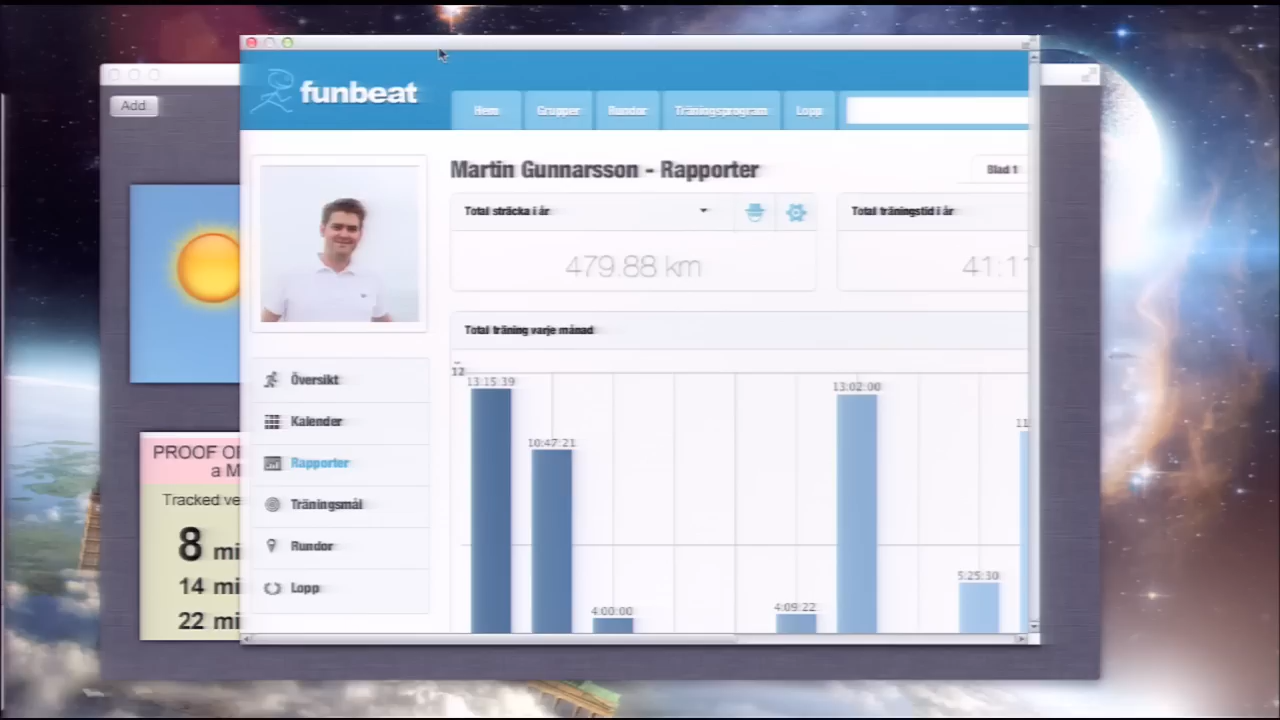 funbeat
Hem
Grupper
Rundor
Träningsprogram
Lopp
Add
Martin Gunnarsson - Rapporter
Blad 1
Total sträcka i år
Total träningstid i år
479.88 km
41:11
Total träning varje månad
12
13:15:39
13:02:00
10:47:21
11
5:25:30
4:00:00
4:09:22
Översikt
Kalender
Rapporter
Träningsmål
Rundor
Lopp
PROOF OF
a M
Tracked ve
8 mi
14 mi
22 mi